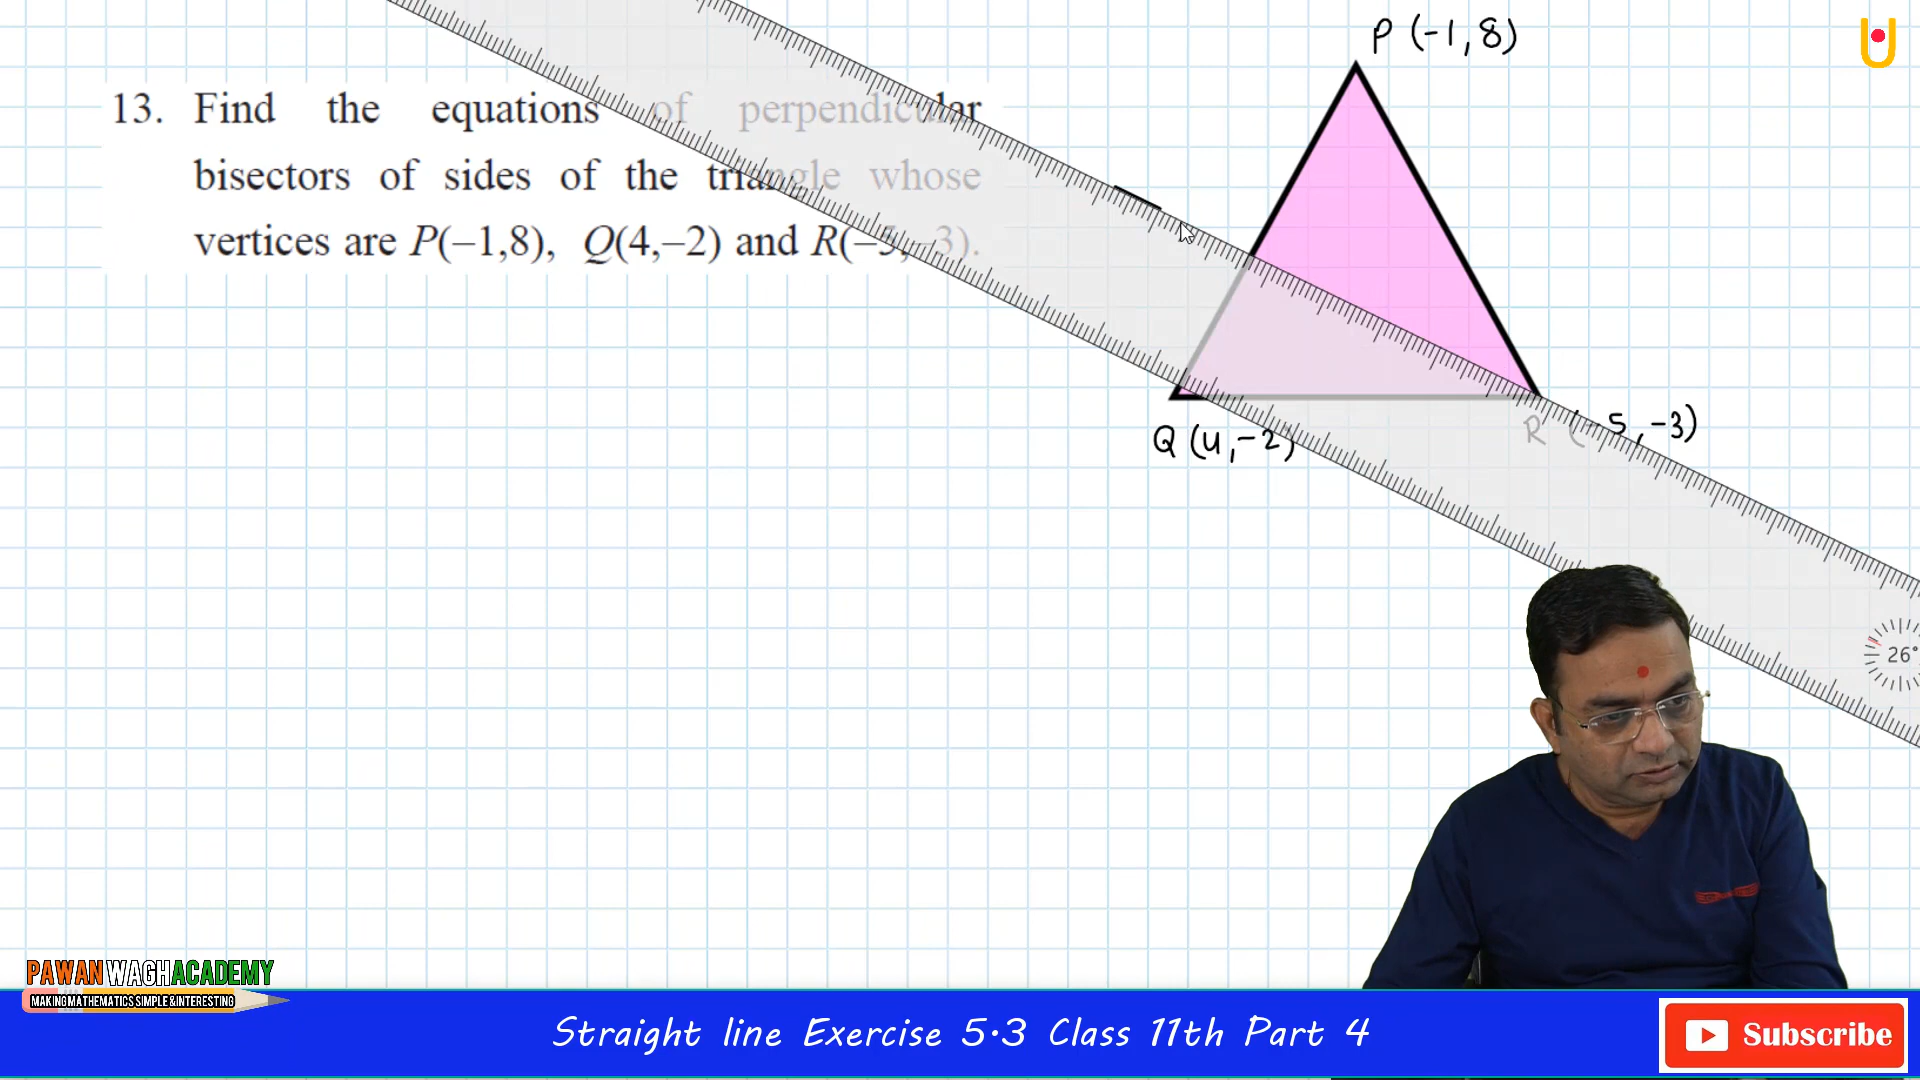 P (-1,8)
13. Find the equations of perpendicular
bisectors of sides of the triangle whose
vertices are P(–1,8), Q(4,–2) and R(–5,–3).
Q (4,-2)
R (-5,-3)
26°
PAWAN WAGH ACADEMY
MAKING MATHEMATICS SIMPLE & INTERESTING
Straight line Exercise 5.3 Class 11th Part 4
Subscribe